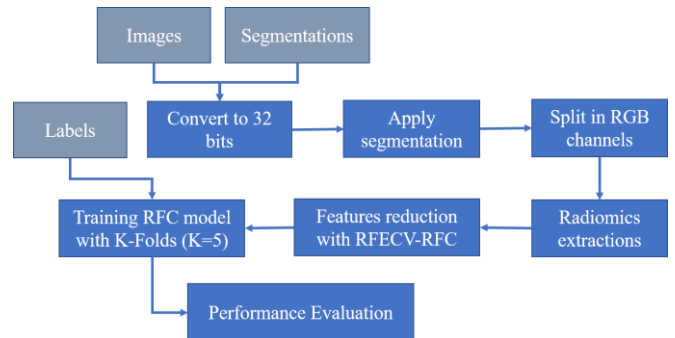 Images
Segmentations
Labels
Convert to 32
bits
Apply
segmentation
Split in RGB
channels
Training RFC model
with K-Folds (K=5)
Features reduction
with RFECV-RFC
Radiomics
extractions
Performance Evaluation